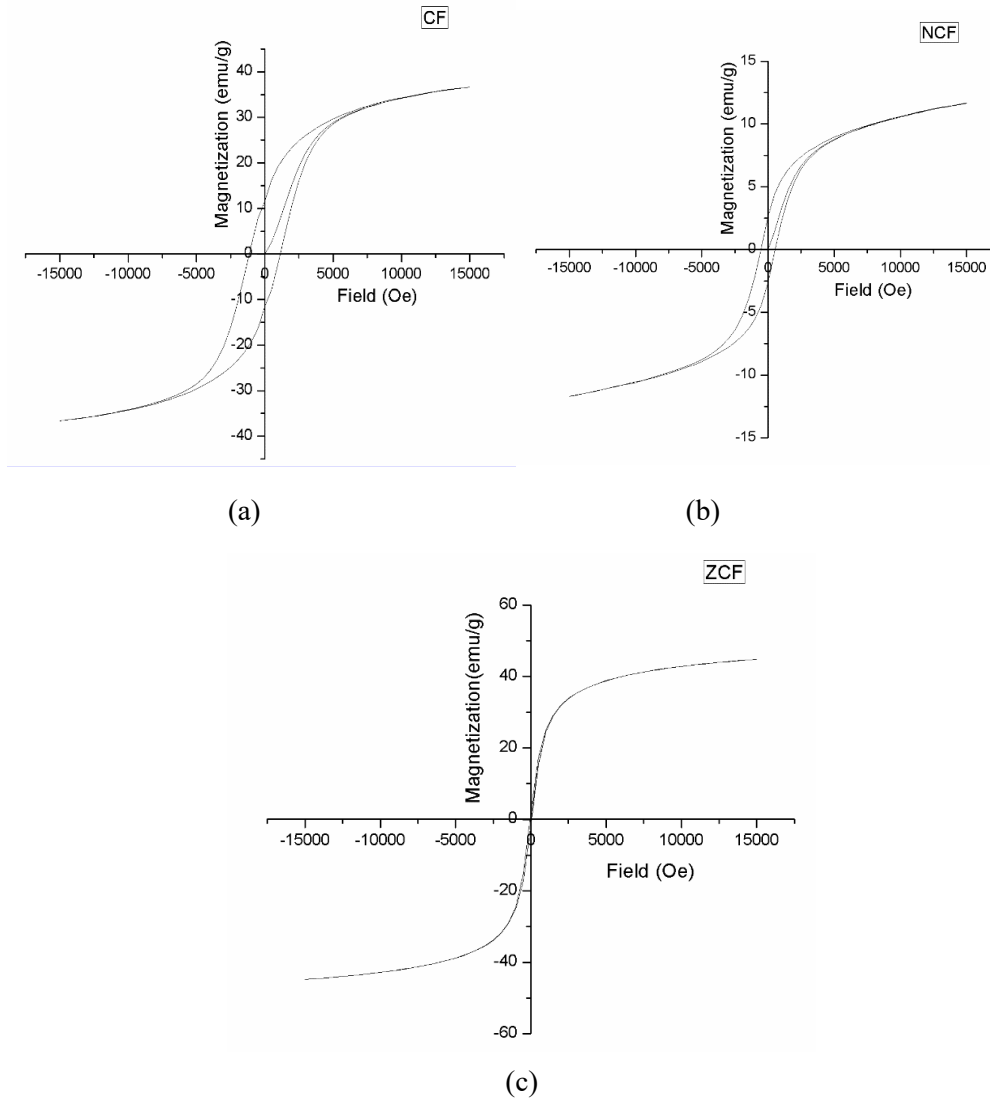 CF
Magnetization (emu/g)
40
30
20
10
0
-10
-20
-30
-40
-15000 -10000 -5000 0 5000 10000 15000
Field (Oe)
(a)
NCF
Magnetization (emu/g)
15
10
5
0
-5
-10
-15
-15000 -10000 -5000 0 5000 10000 15000
Field (Oe)
(b)
ZCF
Magnetization(emu/g)
60
40
20
0
-20
-40
-60
-15000 -10000 -5000 0 5000 10000 15000
Field (Oe)
(c)